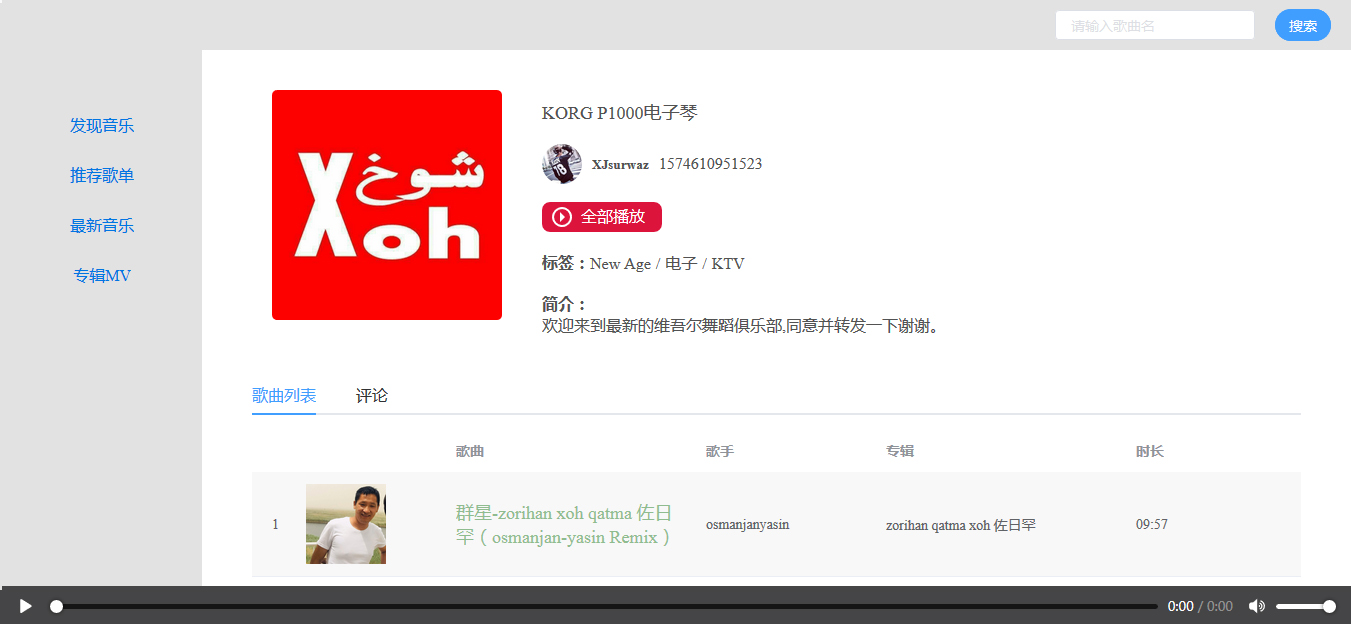 请输入歌曲名
搜索
发现音乐
推荐歌单
最新音乐
专辑MV
شوخ
Xoh
KORG P1000电子琴
18
XJsurwaz 1574610951523
全部播放
标签：New Age / 电子 / KTV
简介：
欢迎来到最新的维吾尔舞蹈俱乐部,同意并转发一下谢谢。
歌曲列表 评论
歌曲 歌手 专辑 时长
1
群星-zorihan xoh qatma 佐日
罕（osmanjan-yasin Remix）
osmanjanyasin
zorihan qatma xoh 佐日罕
09:57
0:00 / 0:00